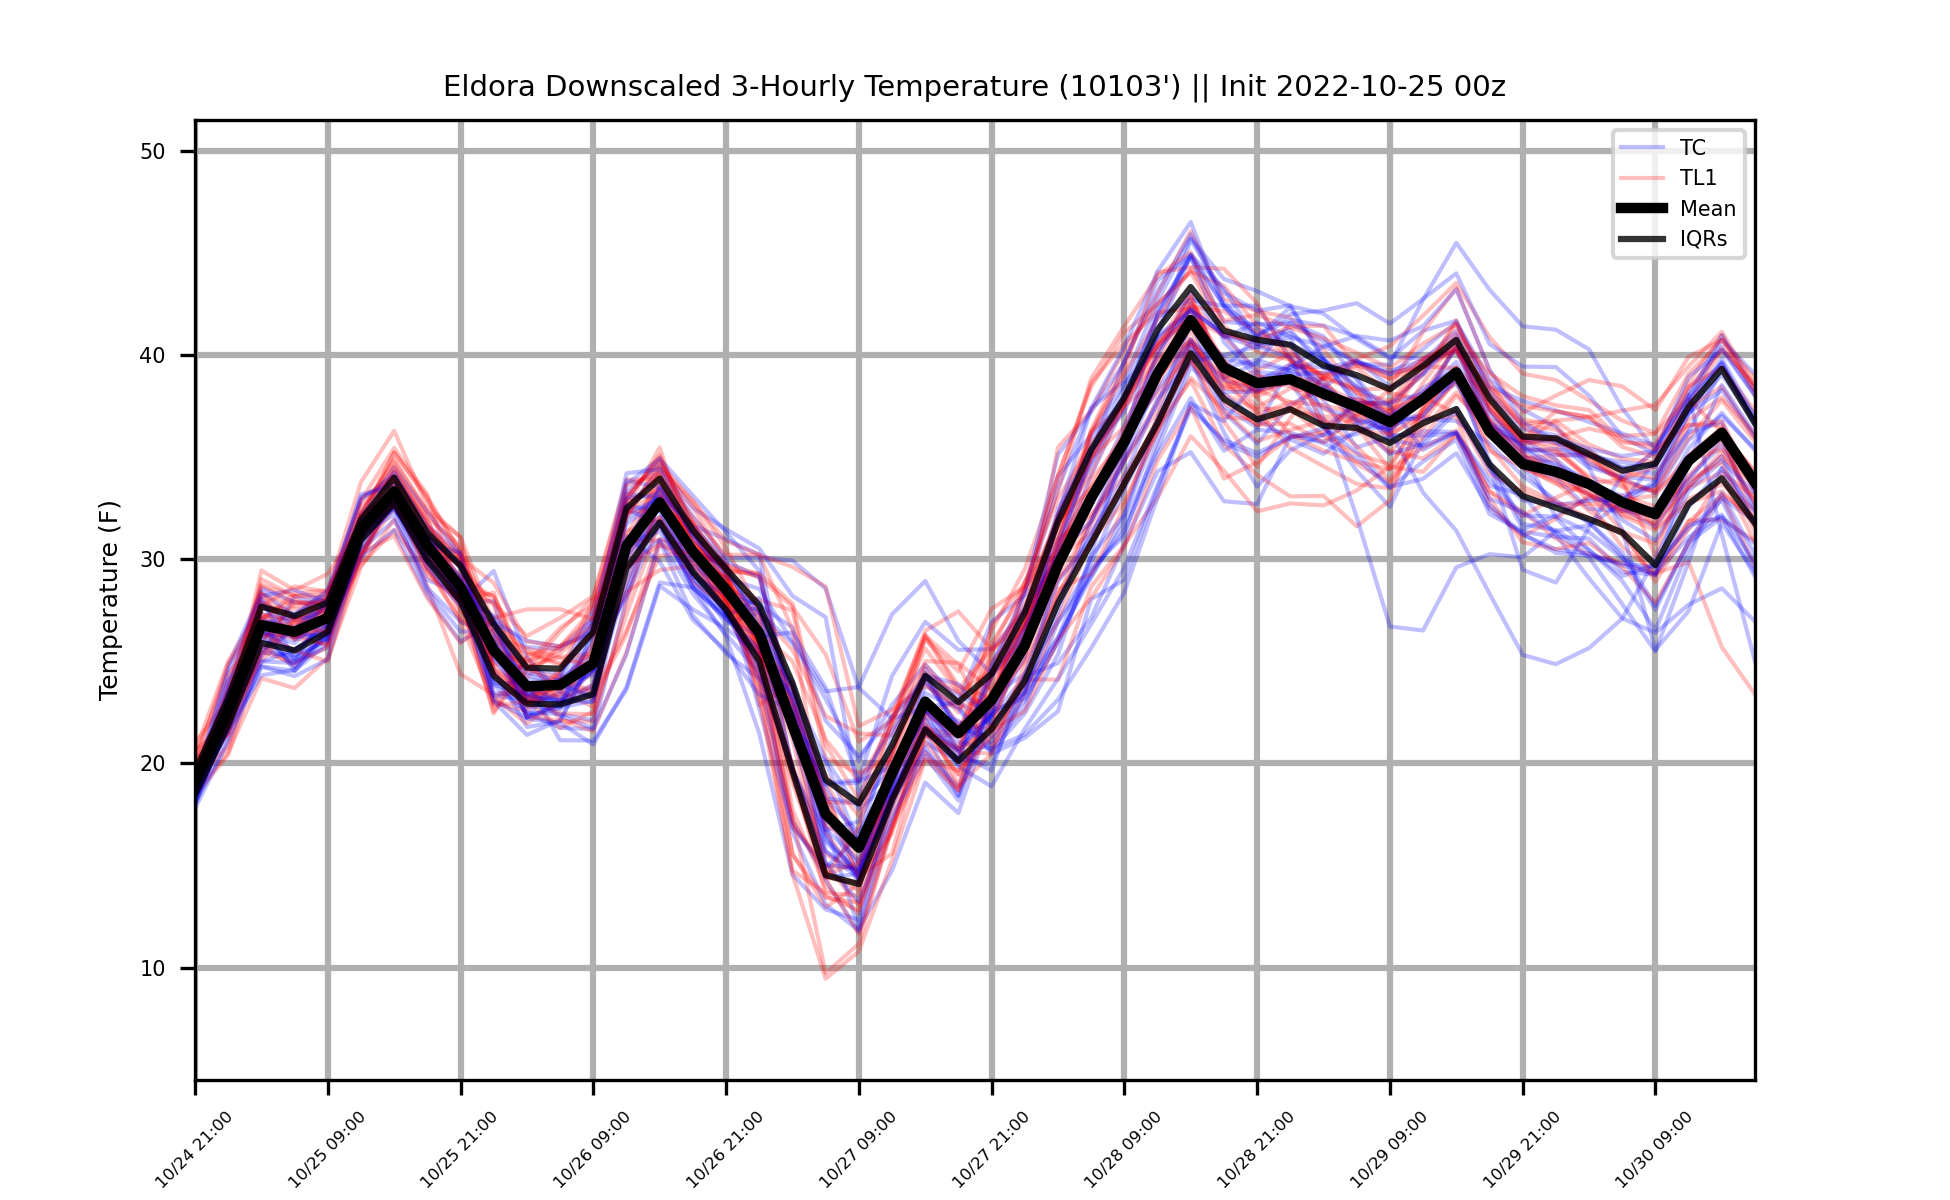 Eldora Downscaled 3-Hourly Temperature (10103') || Init 2022-10-25 00z
TC
TL1
Mean
IQRs
Temperature (F)
50
40
30
20
10
10/24 21:00
10/25 09:00
10/25 21:00
10/26 09:00
10/26 21:00
10/27 09:00
10/27 21:00
10/28 09:00
10/28 21:00
10/29 09:00
10/29 21:00
10/30 09:00